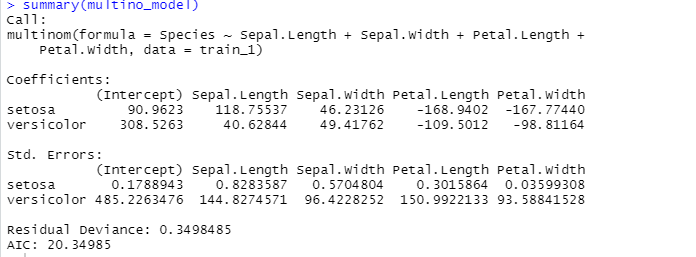 > summary(multino_model)
Call:
multinom(formula = Species ~ Sepal.Length + Sepal.Width + Petal.Length +
    Petal.Width, data = train_1)

Coefficients:
           (Intercept) Sepal.Length Sepal.Width Petal.Length Petal.Width
setosa         90.9623    118.75537    46.23126    -168.9402  -167.77440
versicolor    308.5263     40.62844    49.41762    -109.5012   -98.81164

Std. Errors:
           (Intercept) Sepal.Length Sepal.Width Petal.Length Petal.Width
setosa       0.1788943    0.8283587   0.5704804    0.3015864  0.03599308
versicolor 485.2263476  144.8274571  96.4228252  150.9922133 93.58841528

Residual Deviance: 0.3498485
AIC: 20.34985